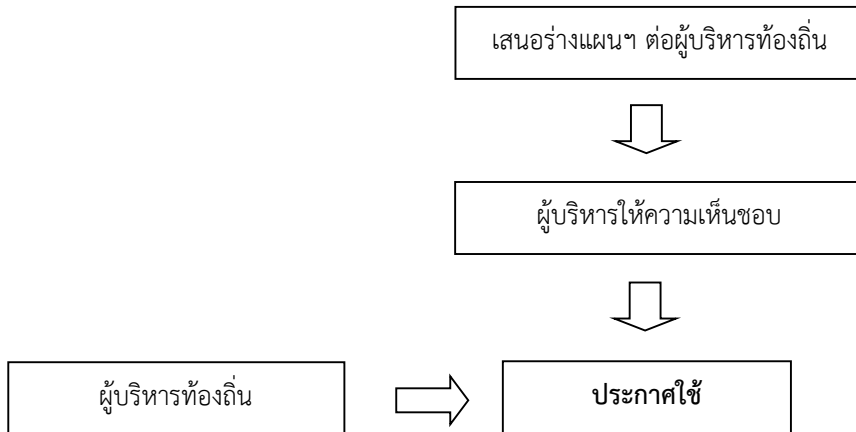 เสนอร่างแผนฯ ต่อผู้บริหารท้องถิ่น
ผู้บริหารให้ความเห็นชอบ
ผู้บริหารท้องถิ่น
ประกาศใช้